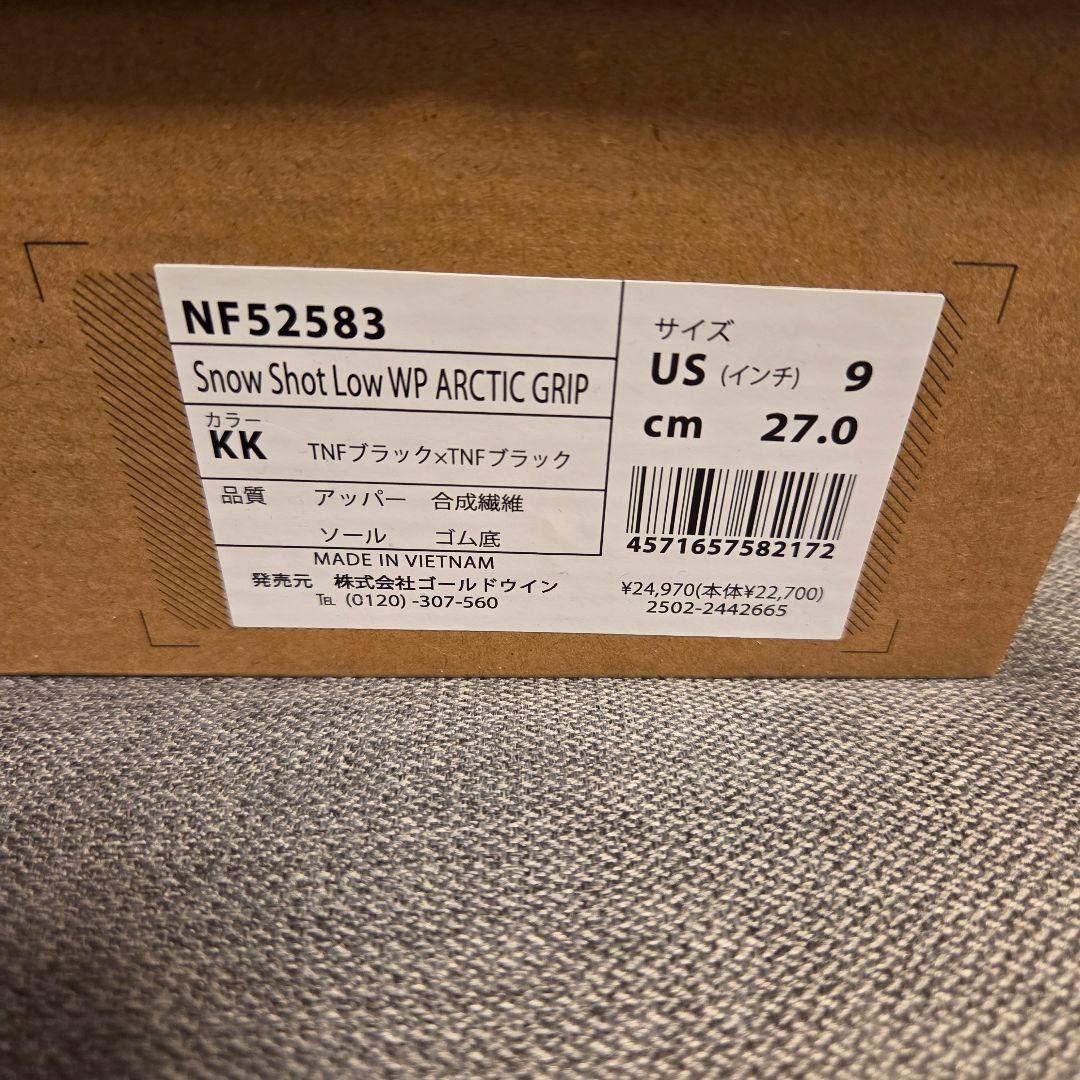 NF52583
Snow Shot Low WP ARCTIC GRIP
カラー
KK TNFブラック×TNFブラック
品質 アッパー 合成繊維
ソール ゴム底
MADE IN VIETNAM
発売元 株式会社ゴールドウイン
℡ (0120) -307-560
サイズ
US (インチ) 9
cm 27.0
4571657582172
¥24,970(本体¥22,700)
2502-2442665